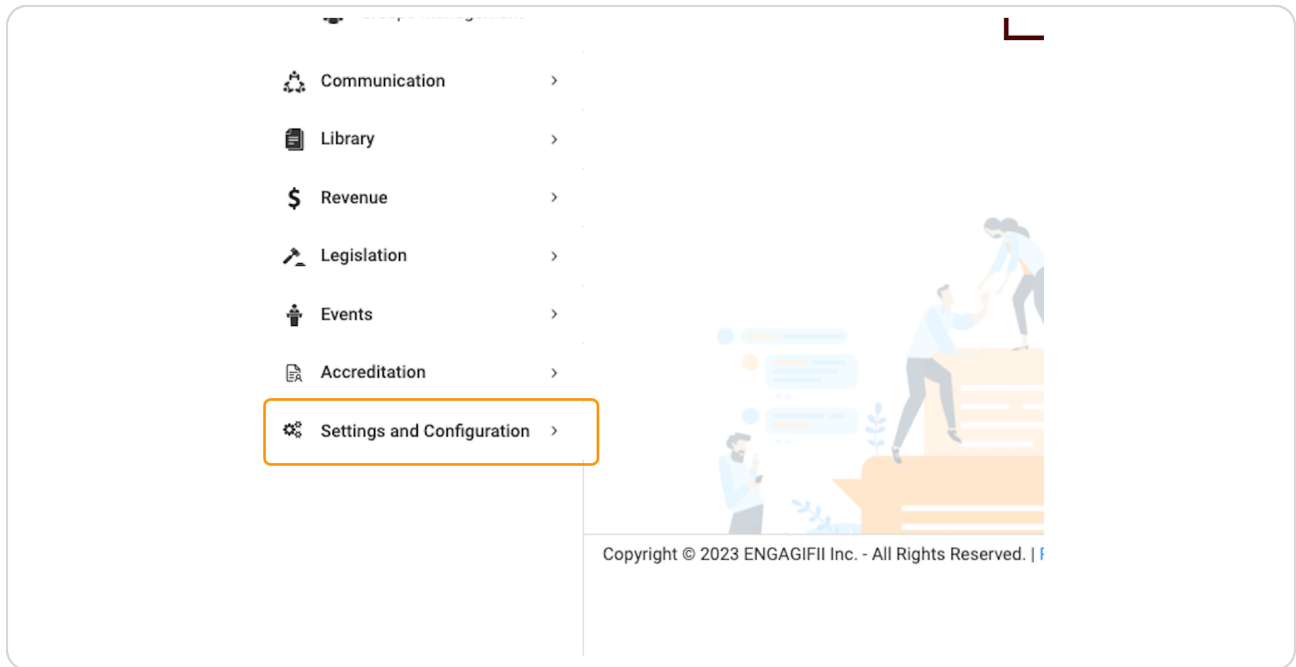 Communication
Library
Revenue
Legislation
Events
Accreditation
Settings and Configuration
Copyright © 2023 ENGAGIFII Inc. - All Rights Reserved. |